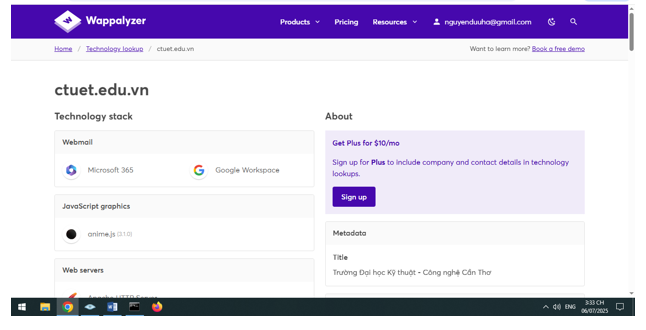 Wappalyzer
Products
Pricing
Resources
nguyenduuha@gmail.com
Home / Technology lookup / ctuet.edu.vn
Want to learn more? Book a free demo
ctuet.edu.vn
Technology stack
Webmail
Microsoft 365
Google Workspace
JavaScript graphics
anime.js (3.1.0)
Web servers
Apache HTTP Server
About
Get Plus for $10/mo
Sign up for Plus to include company and contact details in technology
lookups.
Sign up
Metadata
Title
Trường Đại học Kỹ thuật - Công nghệ Cần Thơ
ENG
3:33 CH
06/07/2025